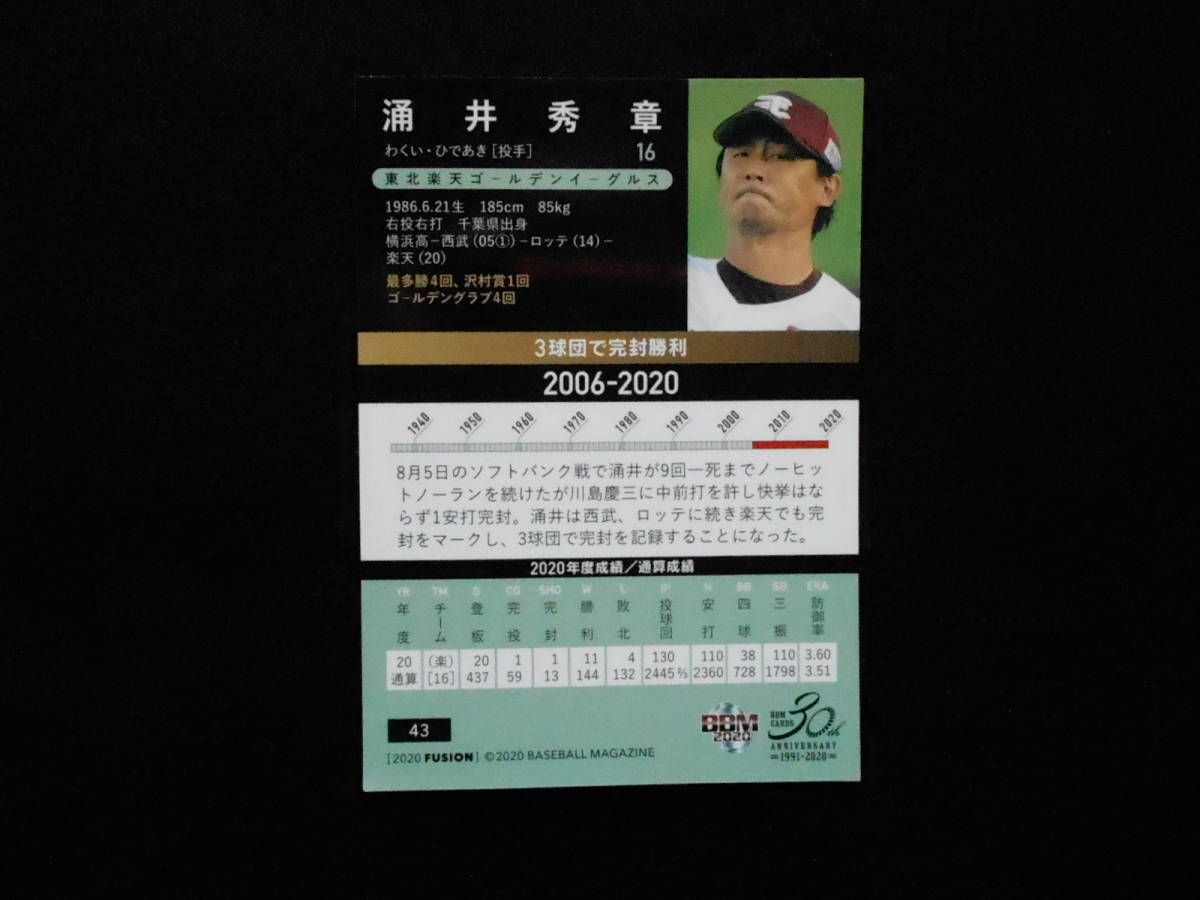 涌井秀章
わくい・ひであき[投手] 16
東北楽天ゴールデンイーグルス
1986.6.21生 185cm 85kg
右投右打 千葉県出身
横浜高−西武(05①)−ロッテ(14)−
楽天(20)
最多勝4回、沢村賞1回
ゴールデングラブ4回
3球団で完封勝利
2006-2020
1940 1950 1960 1970 1980 1990 2000 2010 2020
8月5日のソフトバンク戦で涌井が9回一死までノーヒッ
トノーランを続けたが川島慶三に中前打を許し快挙はな
らず1安打完封。涌井は西武、ロッテに続き楽天でも完
封をマークし、3球団で完封を記録することになった。
2020年度成績/通算成績
YR TM G CG SHO W L IP H BB SO ERA
年度 チーム 登板 完投 完封 勝利 敗北 投球回 安打 四球 三振 防御率
20 (楽) 20 1 1 11 4 130 110 38 110 3.60
通算 [16] 437 59 13 144 132 2445 ⅔ 2360 728 1798 3.51
43
BBM
2020
BBM CARDS 30th
ANNIVERSARY
=1991-2020=
[2020 FUSION] ©2020 BASEBALL MAGAZINE